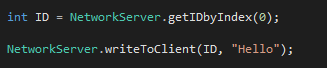 int ID = NetworkServer.getIDbyIndex(0);
NetworkServer.writeToClient(ID, "Hello");